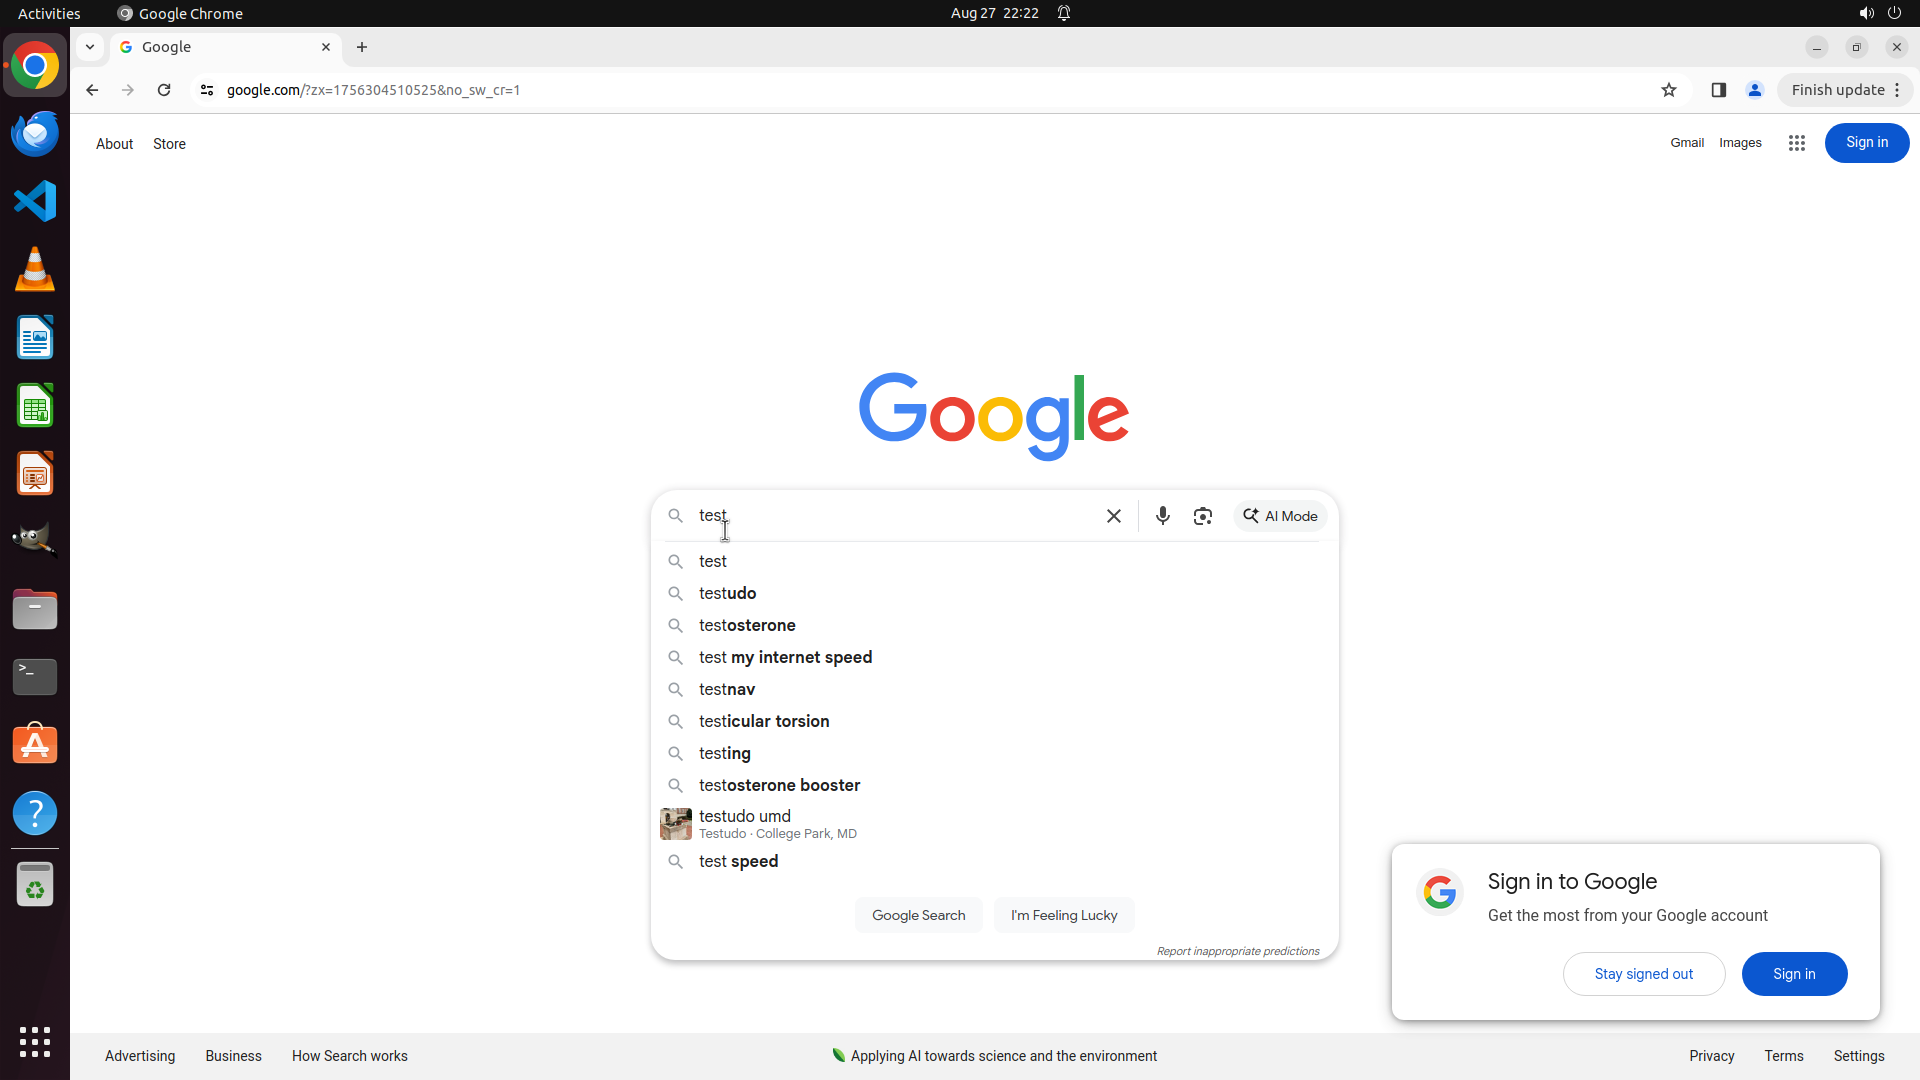 Activities
Google Chrome
Aug 27 22:22
Google
google.com/?zx=1756304510525&no_sw_cr=1
Finish update
About
Store
Gmail
Images
Sign in
Google
test
AI Mode
test
testudo
testosterone
test my internet speed
testnav
testicular torsion
testing
testosterone booster
testudo umd
Testudo · College Park, MD
test speed
Google Search
I'm Feeling Lucky
Report inappropriate predictions
Sign in to Google
Get the most from your Google account
Stay signed out
Sign in
Advertising
Business
How Search works
Applying AI towards science and the environment
Privacy
Terms
Settings